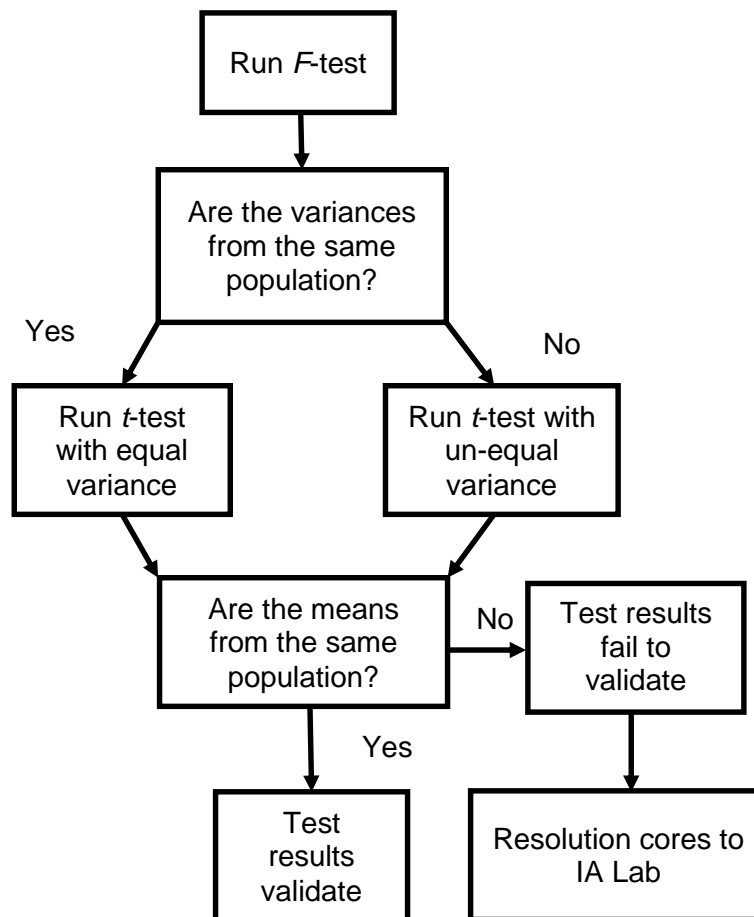 Run F-test
Are the variances
from the same
population?
Yes
No
Run t-test
with equal
variance
Run t-test with
un-equal
variance
Are the means
from the same
population?
No
Test results
fail to
validate
Yes
Test
results
validate
Resolution cores to
IA Lab